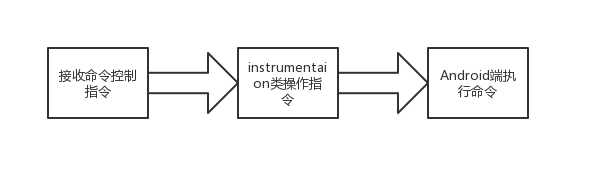 接收命令控制
指令
instrumentai
on类操作指
令
Android端执
行命令